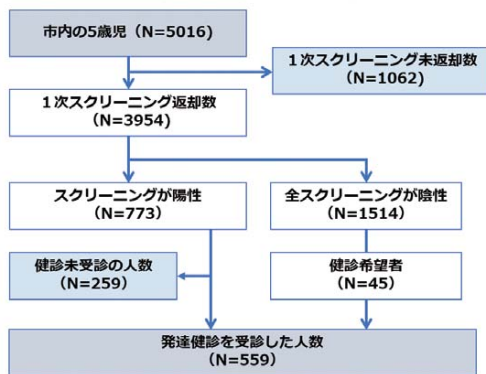 市内の5歳児（N=5016)
１次スクリーニング未返却数
（N=1062)
１次スクリーニング返却数
（N=3954)
スクリーニングが陽性
（N=773）
全スクリーニングが陰性
（N=1514）
健診未受診の人数
（N=259）
健診希望者
（N=45）
発達健診を受診した人数
（N=559）